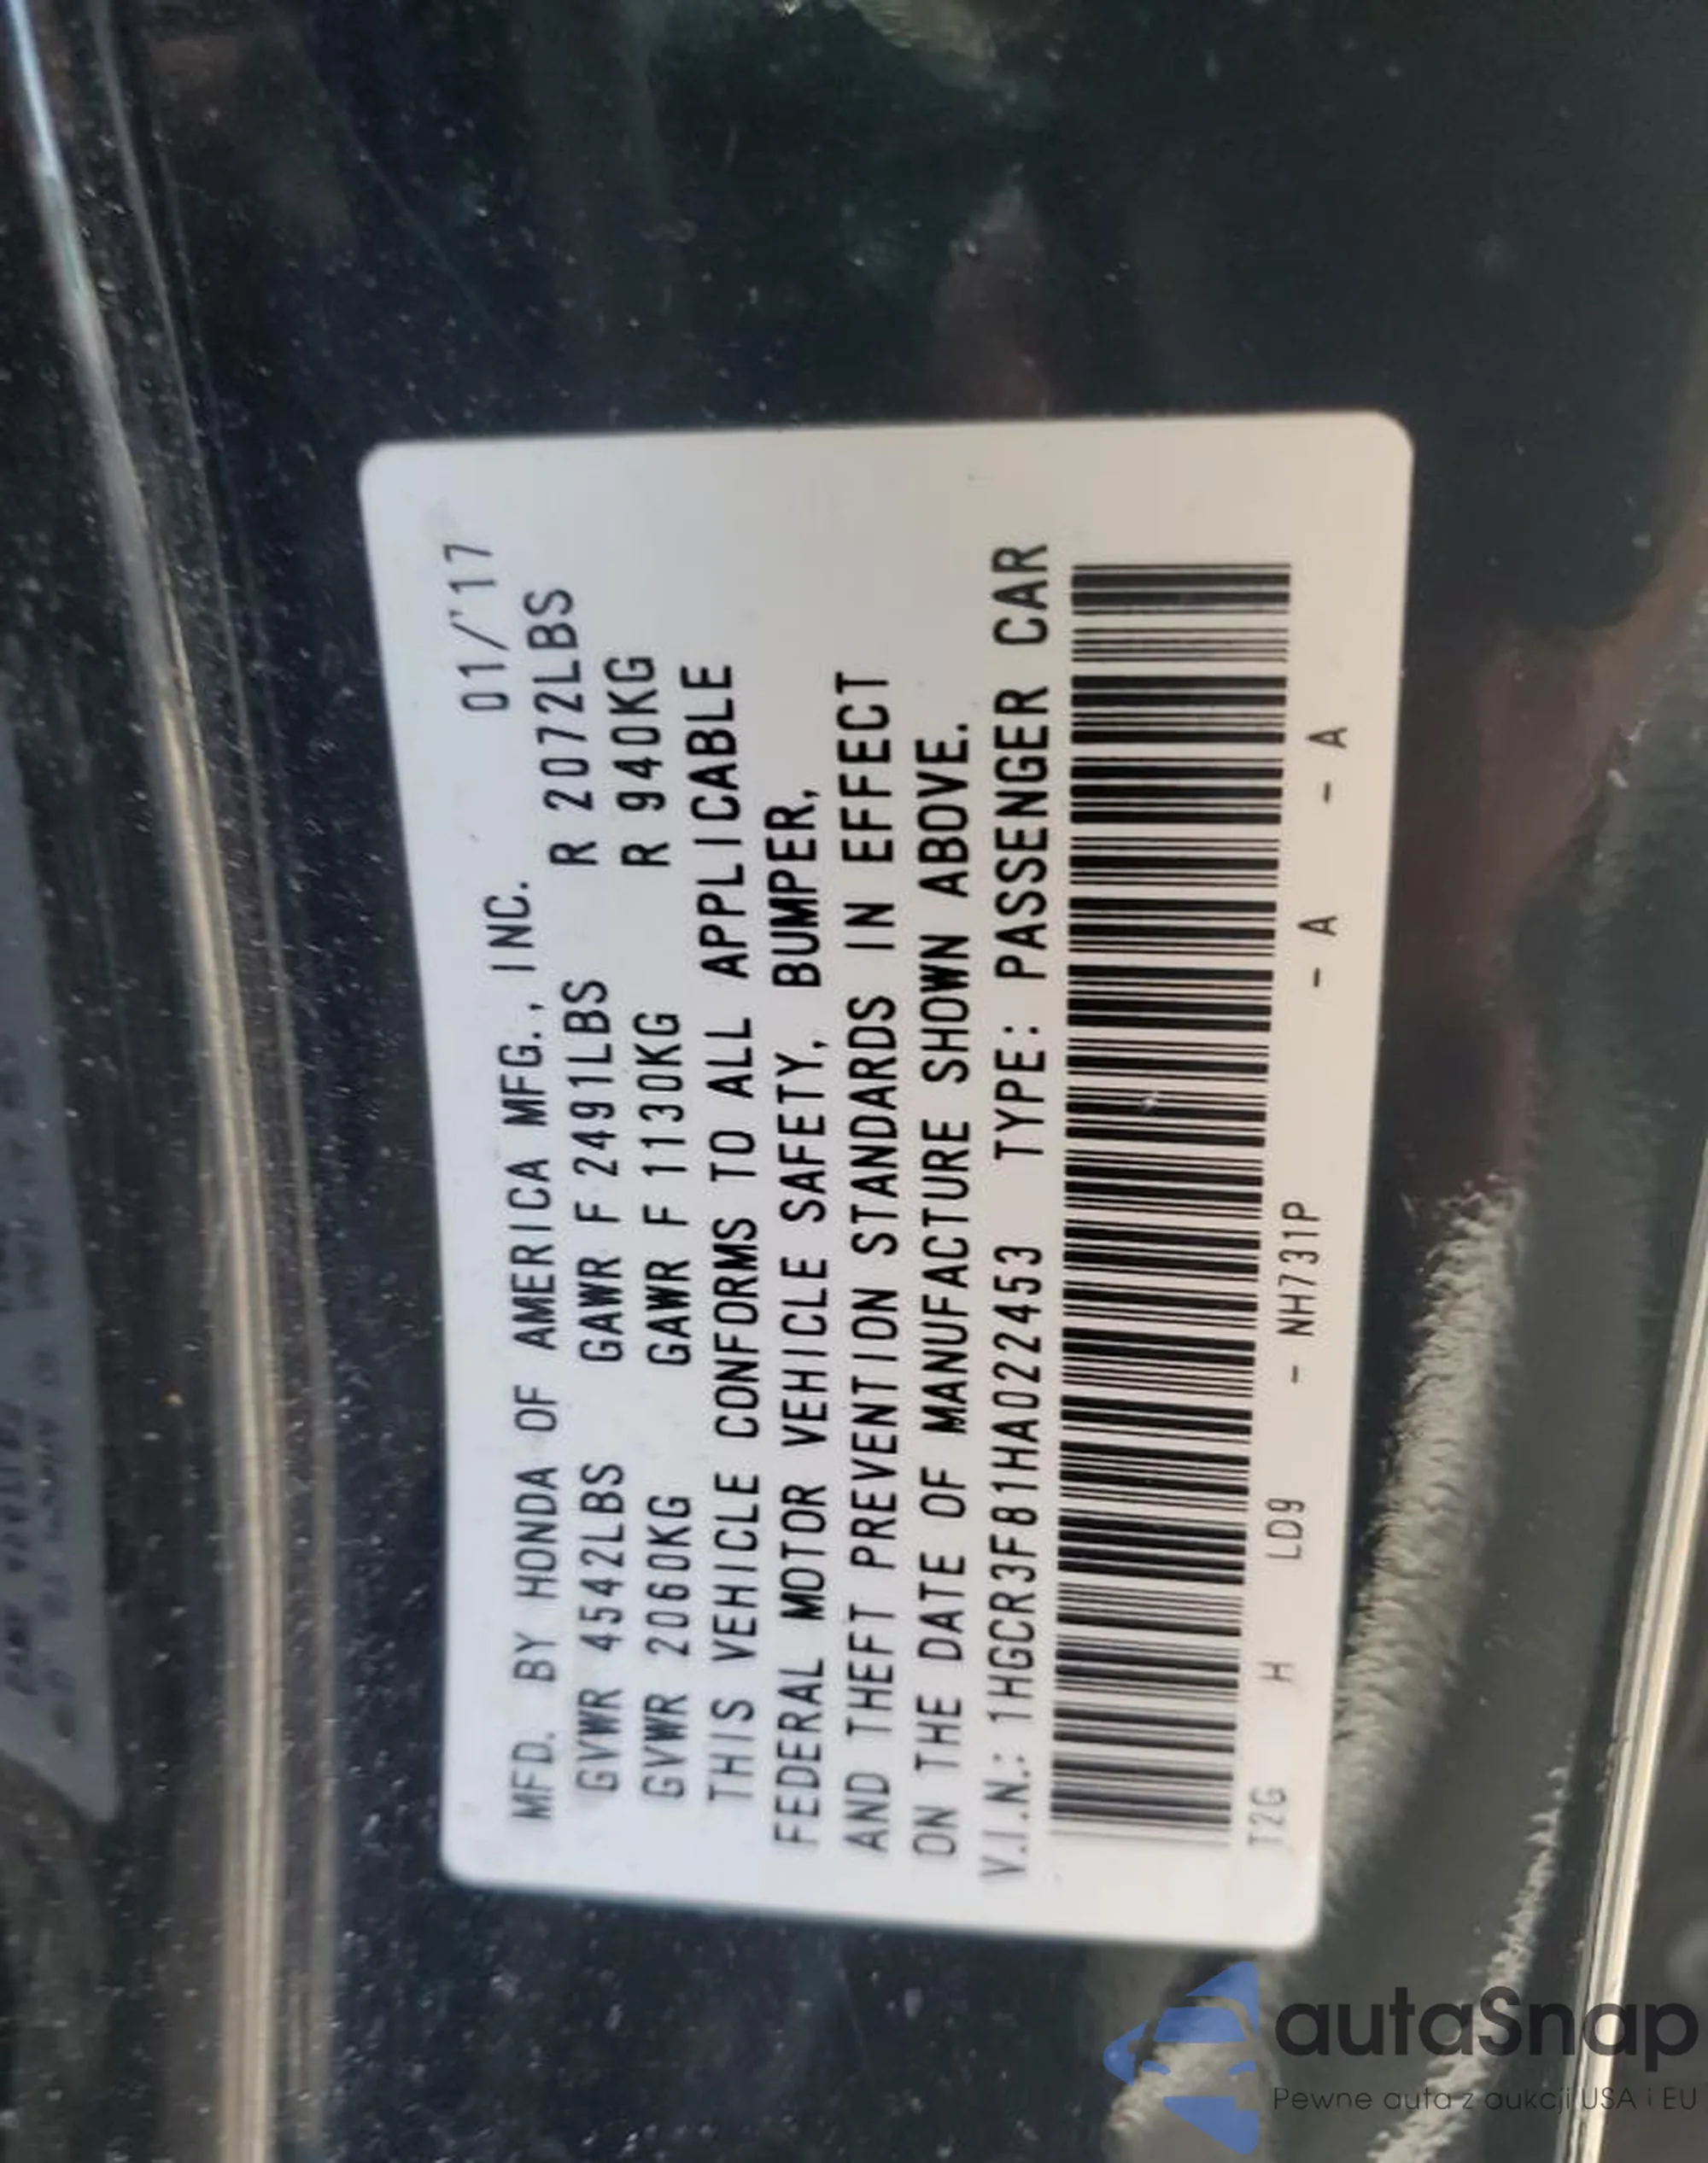 MFD. BY HONDA OF AMERICA MFG., INC. 01/'17
GVWR 4542LBS GAWR F 2491LBS R 2072LBS
GVWR 2060KG GAWR F 1130KG R 940KG
THIS VEHICLE CONFORMS TO ALL APPLICABLE
FEDERAL MOTOR VEHICLE SAFETY, BUMPER,
AND THEFT PREVENTION STANDARDS IN EFFECT
ON THE DATE OF MANUFACTURE SHOWN ABOVE.
V.I.N.: 1HGCR3F81HA022453 TYPE: PASSENGER CAR
T2G H LD9 - NH731P - A - A
autaSnap
Pewne auta z aukcji USA i EU